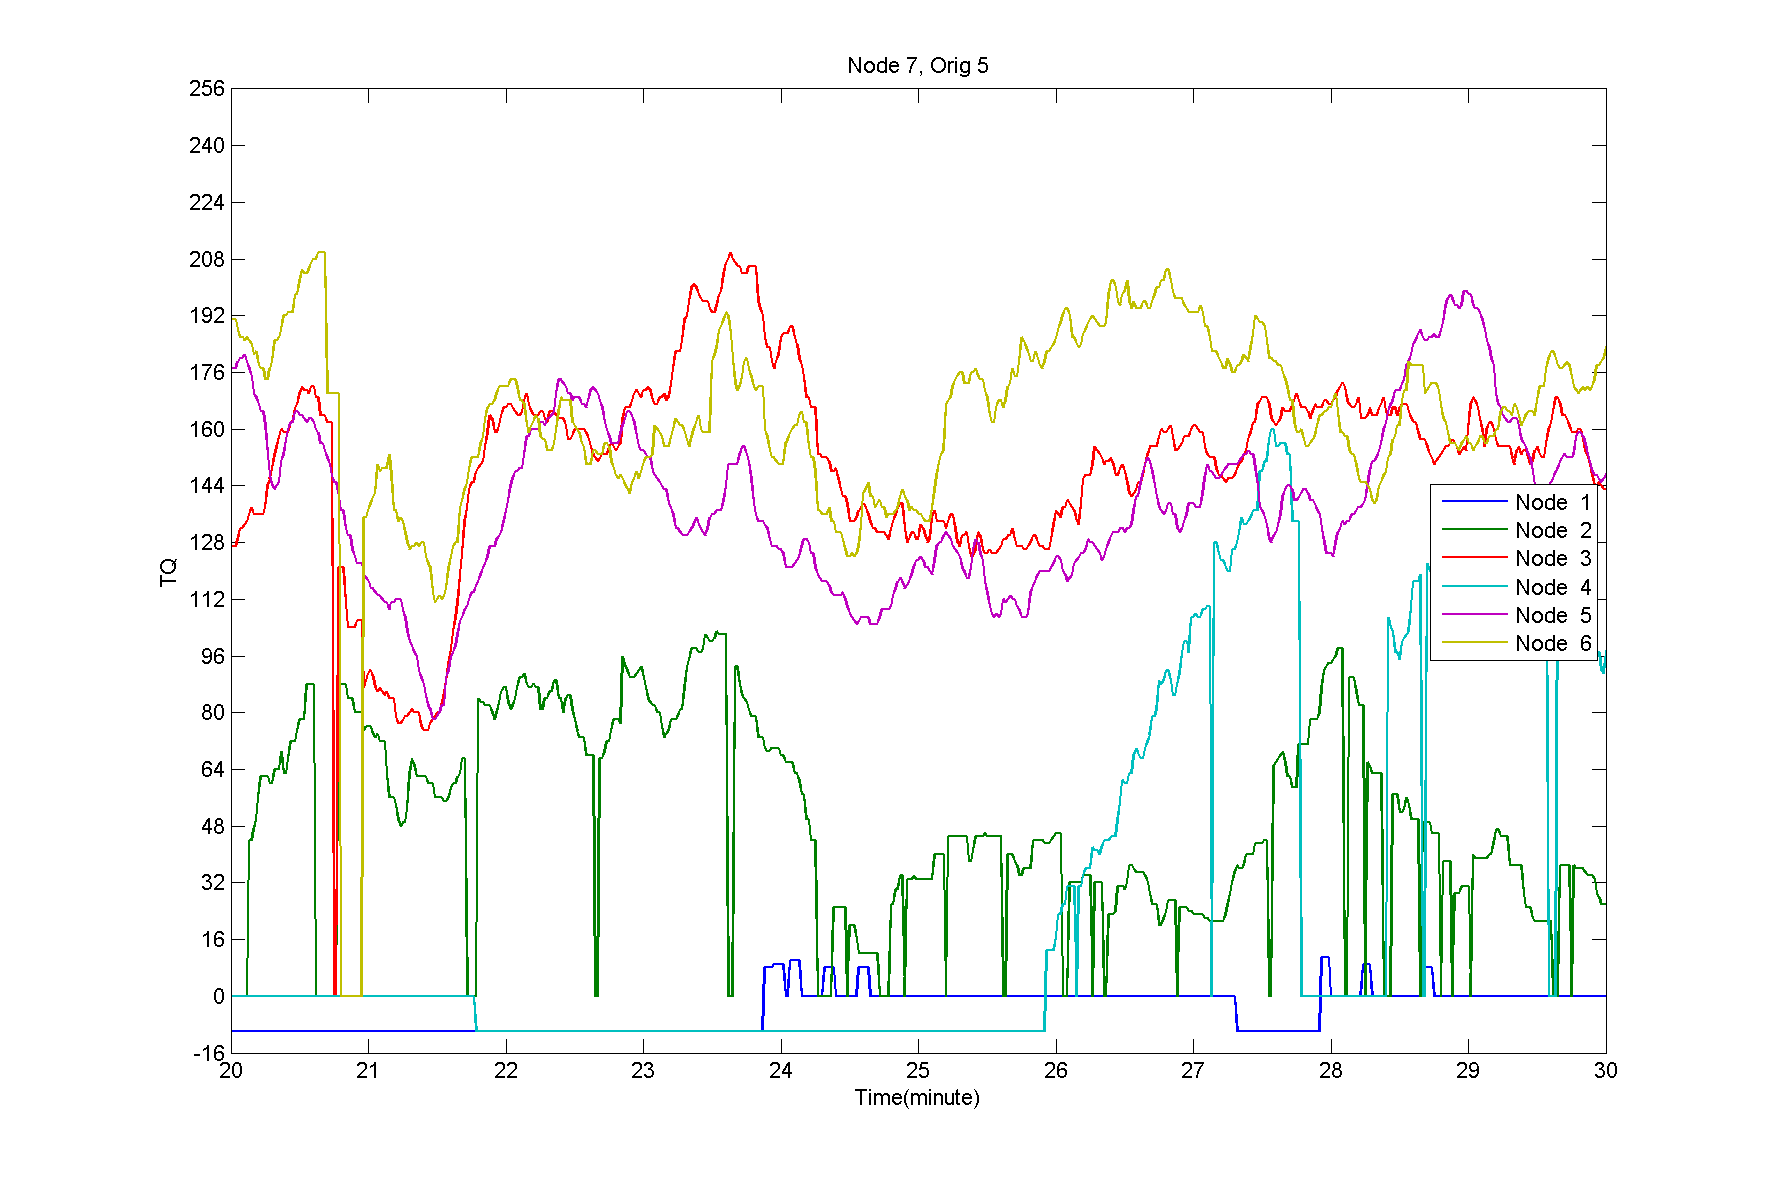 Node 7, Orig 5
256
240
224
208
192
176
160
144
128
112
96
80
64
48
32
16
0
-16
TQ
Node 1
Node 2
Node 3
Node 4
Node 5
Node 6
20 21 22 23 24 25 26 27 28 29 30
Time(minute)